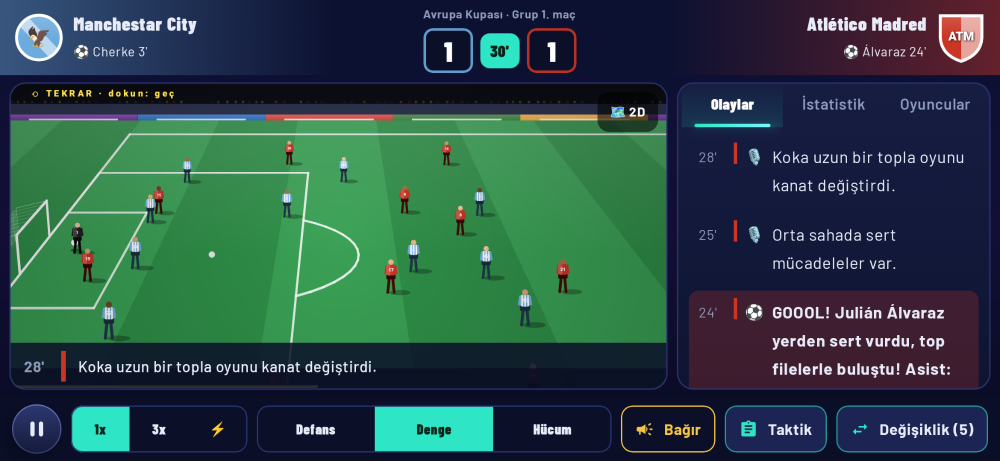 Avrupa Kupası · Grup 1. maç
Manchestar City
Cherke 3'
1
30'
1
Atlético Madred
Álvaraz 24'
ATM
TEKRAR · dokun: geç
2D
28'
Koka uzun bir topla oyunu kanat değiştirdi.
Olaylar
İstatistik
Oyuncular
28'
Koka uzun bir topla oyunu
kanat değiştirdi.
25'
Orta sahada sert
mücadeleler var.
24'
GOOOL! Julián Álvaraz
yerden sert vurdu, top
filelerle buluştu! Asist:
1x
3x
Defans
Denge
Hücum
Bağır
Taktik
Değişiklik (5)